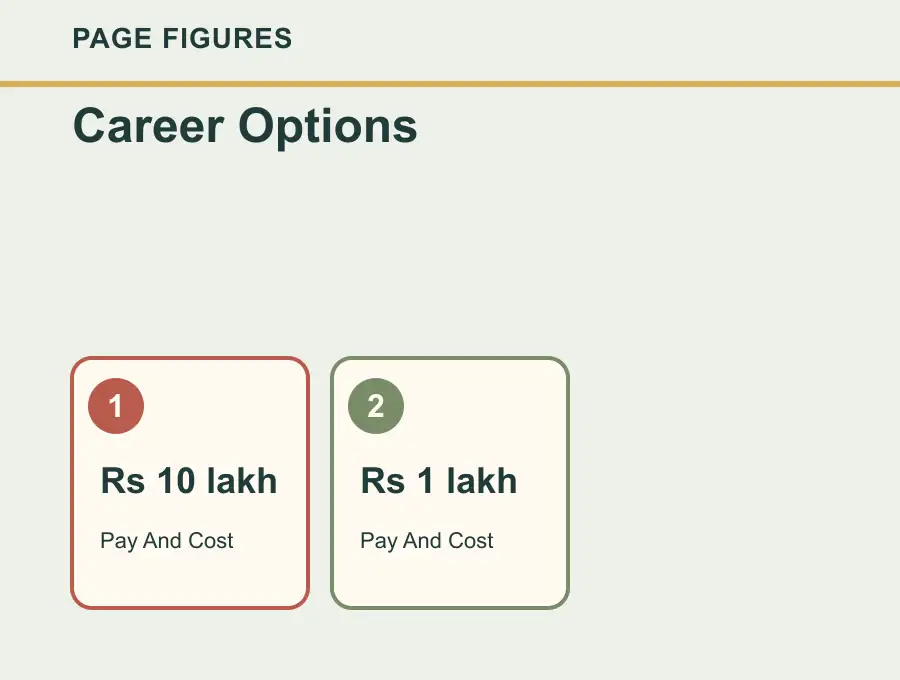 PAGE FIGURES
Career Options
1
Rs 10 lakh
Pay And Cost
2
Rs 1 lakh
Pay And Cost